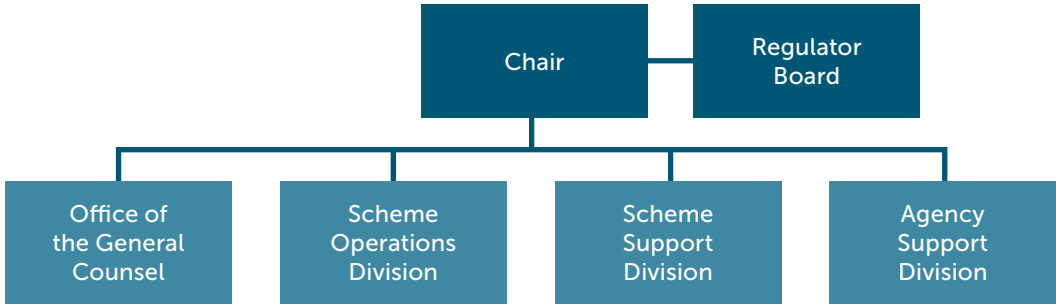 Chair
Regulator
Board
Office of
the General
Counsel
Scheme
Operations
Division
Scheme
Support
Division
Agency
Support
Division